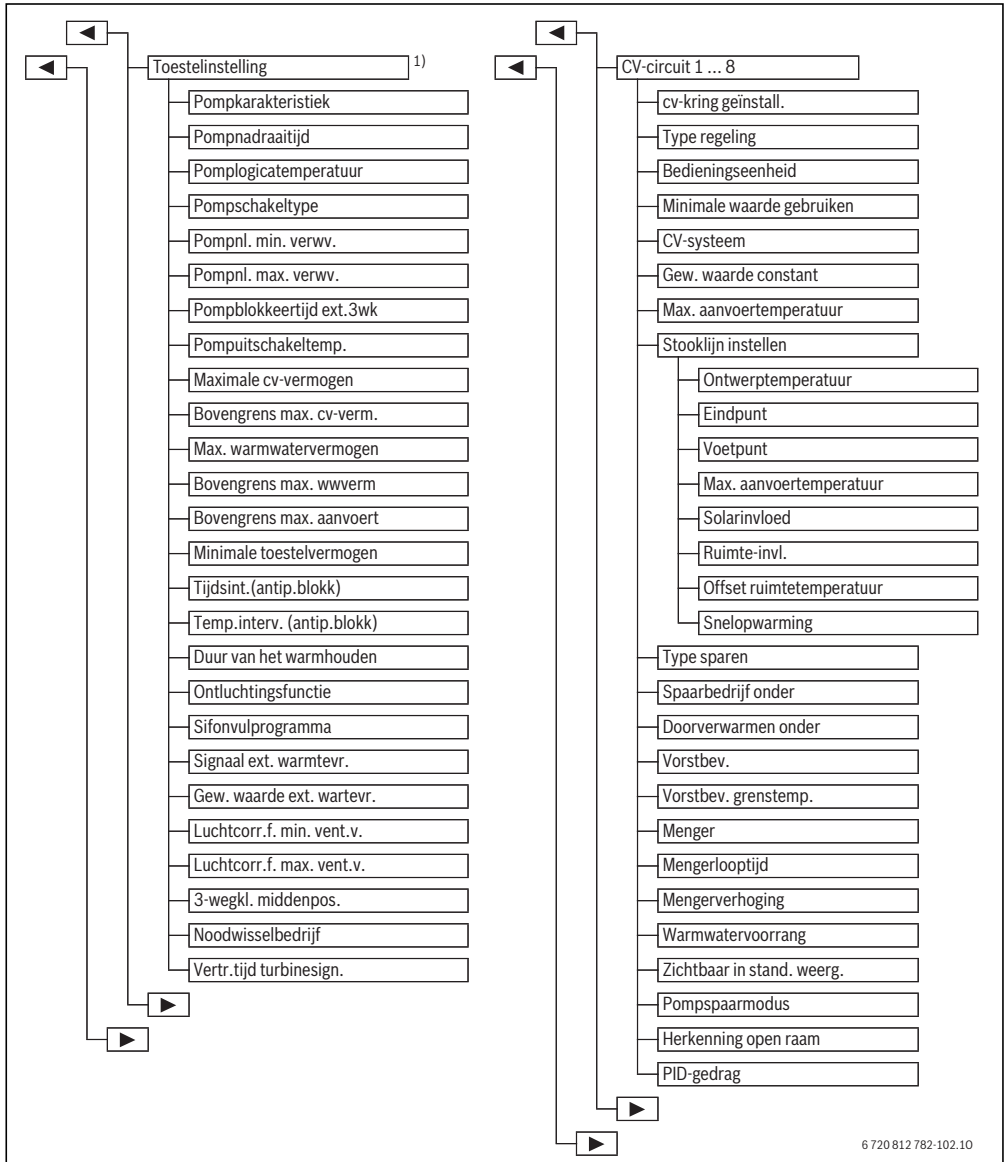 Toestelinstelling 1)
Pompkarakteristiek
Pompnadraaitijd
Pomplogicatemperatuur
Pompschakeltype
Pompnl. min. verwv.
Pompnl. max. verwv.
Pompblokkeertijd ext.3wk
Pompuitschakeltemp.
Maximale cv-vermogen
Bovengrens max. cv-verm.
Max. warmwatervermogen
Bovengrens max. wwverm
Bovengrens max. aanvoert
Minimale toestelvermogen
Tijdsint.(antip.blokk)
Temp.interv. (antip.blokk)
Duur van het warmhouden
Ontluchtingsfunctie
Sifonvulprogramma
Signaal ext. warmtevr.
Gew. waarde ext. wartevr.
Luchtcorr.f. min. vent.v.
Luchtcorr.f. max. vent.v.
3-wegkl. middenpos.
Noodwisselbedrijf
Vertr.tijd turbinesign.
CV-circuit 1 ... 8
cv-kring geïnstall.
Type regeling
Bedieningseenheid
Minimale waarde gebruiken
CV-systeem
Gew. waarde constant
Max. aanvoertemperatuur
Stooklijn instellen
Ontwerptemperatuur
Eindpunt
Voetpunt
Max. aanvoertemperatuur
Solarinvloed
Ruimte-invl.
Offset ruimtetemperatuur
Snelopwarming
Type sparen
Spaarbedrijf onder
Doorverwarmen onder
Vorstbev.
Vorstbev. grenstemp.
Menger
Mengerlooptijd
Mengerverhoging
Warmwatervoorrang
Zichtbaar in stand. weerg.
Pompspaarmodus
Herkenning open raam
PID-gedrag
6 720 812 782-102.1O